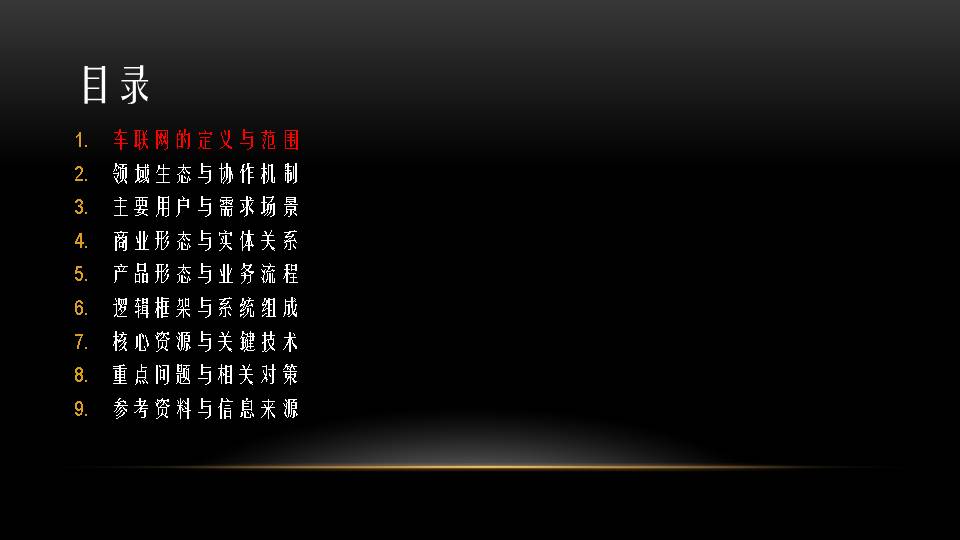 目录
1. 车联网的定义与范围
2. 领域生态与协作机制
3. 主要用户与需求场景
4. 商业形态与实体关系
5. 产品形态与业务流程
6. 逻辑框架与系统组成
7. 核心资源与关键技术
8. 重点问题与相关对策
9. 参考资料与信息来源